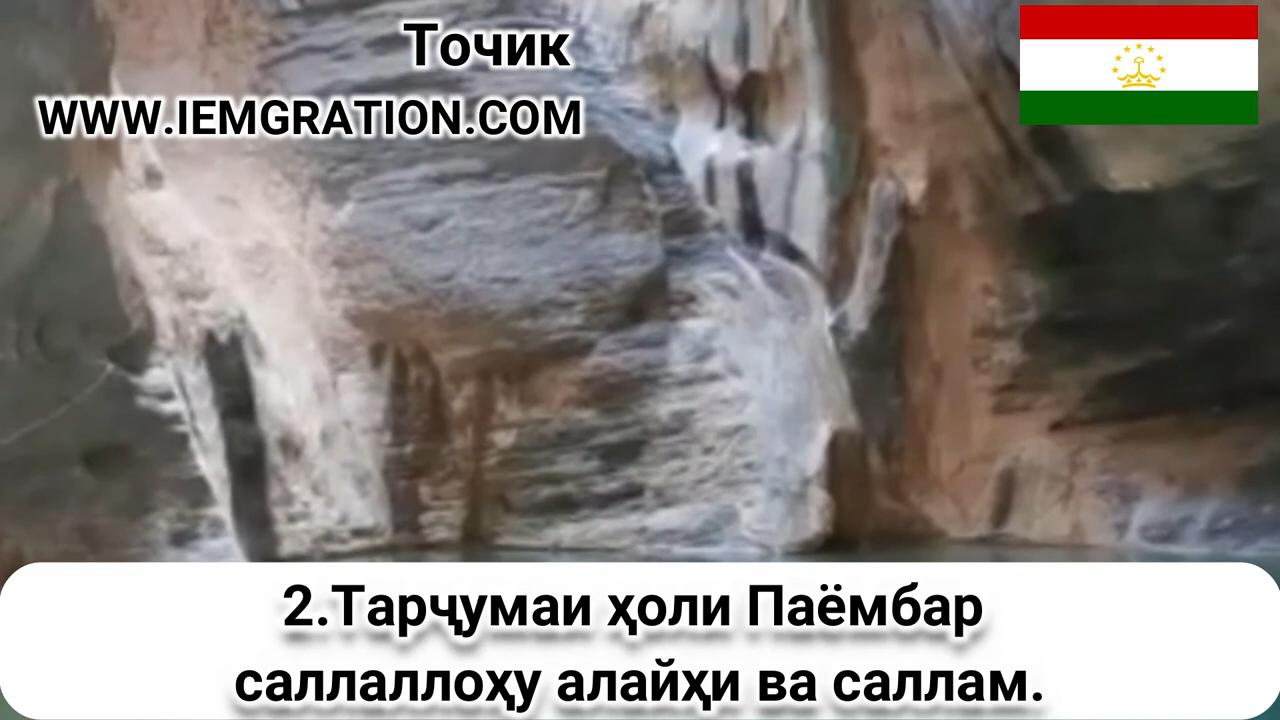 Точик
WWW.IEMGRATION.COM
2.Тарҷумаи ҳоли Паёмбар
саллаллоҳу алайҳи ва саллам.